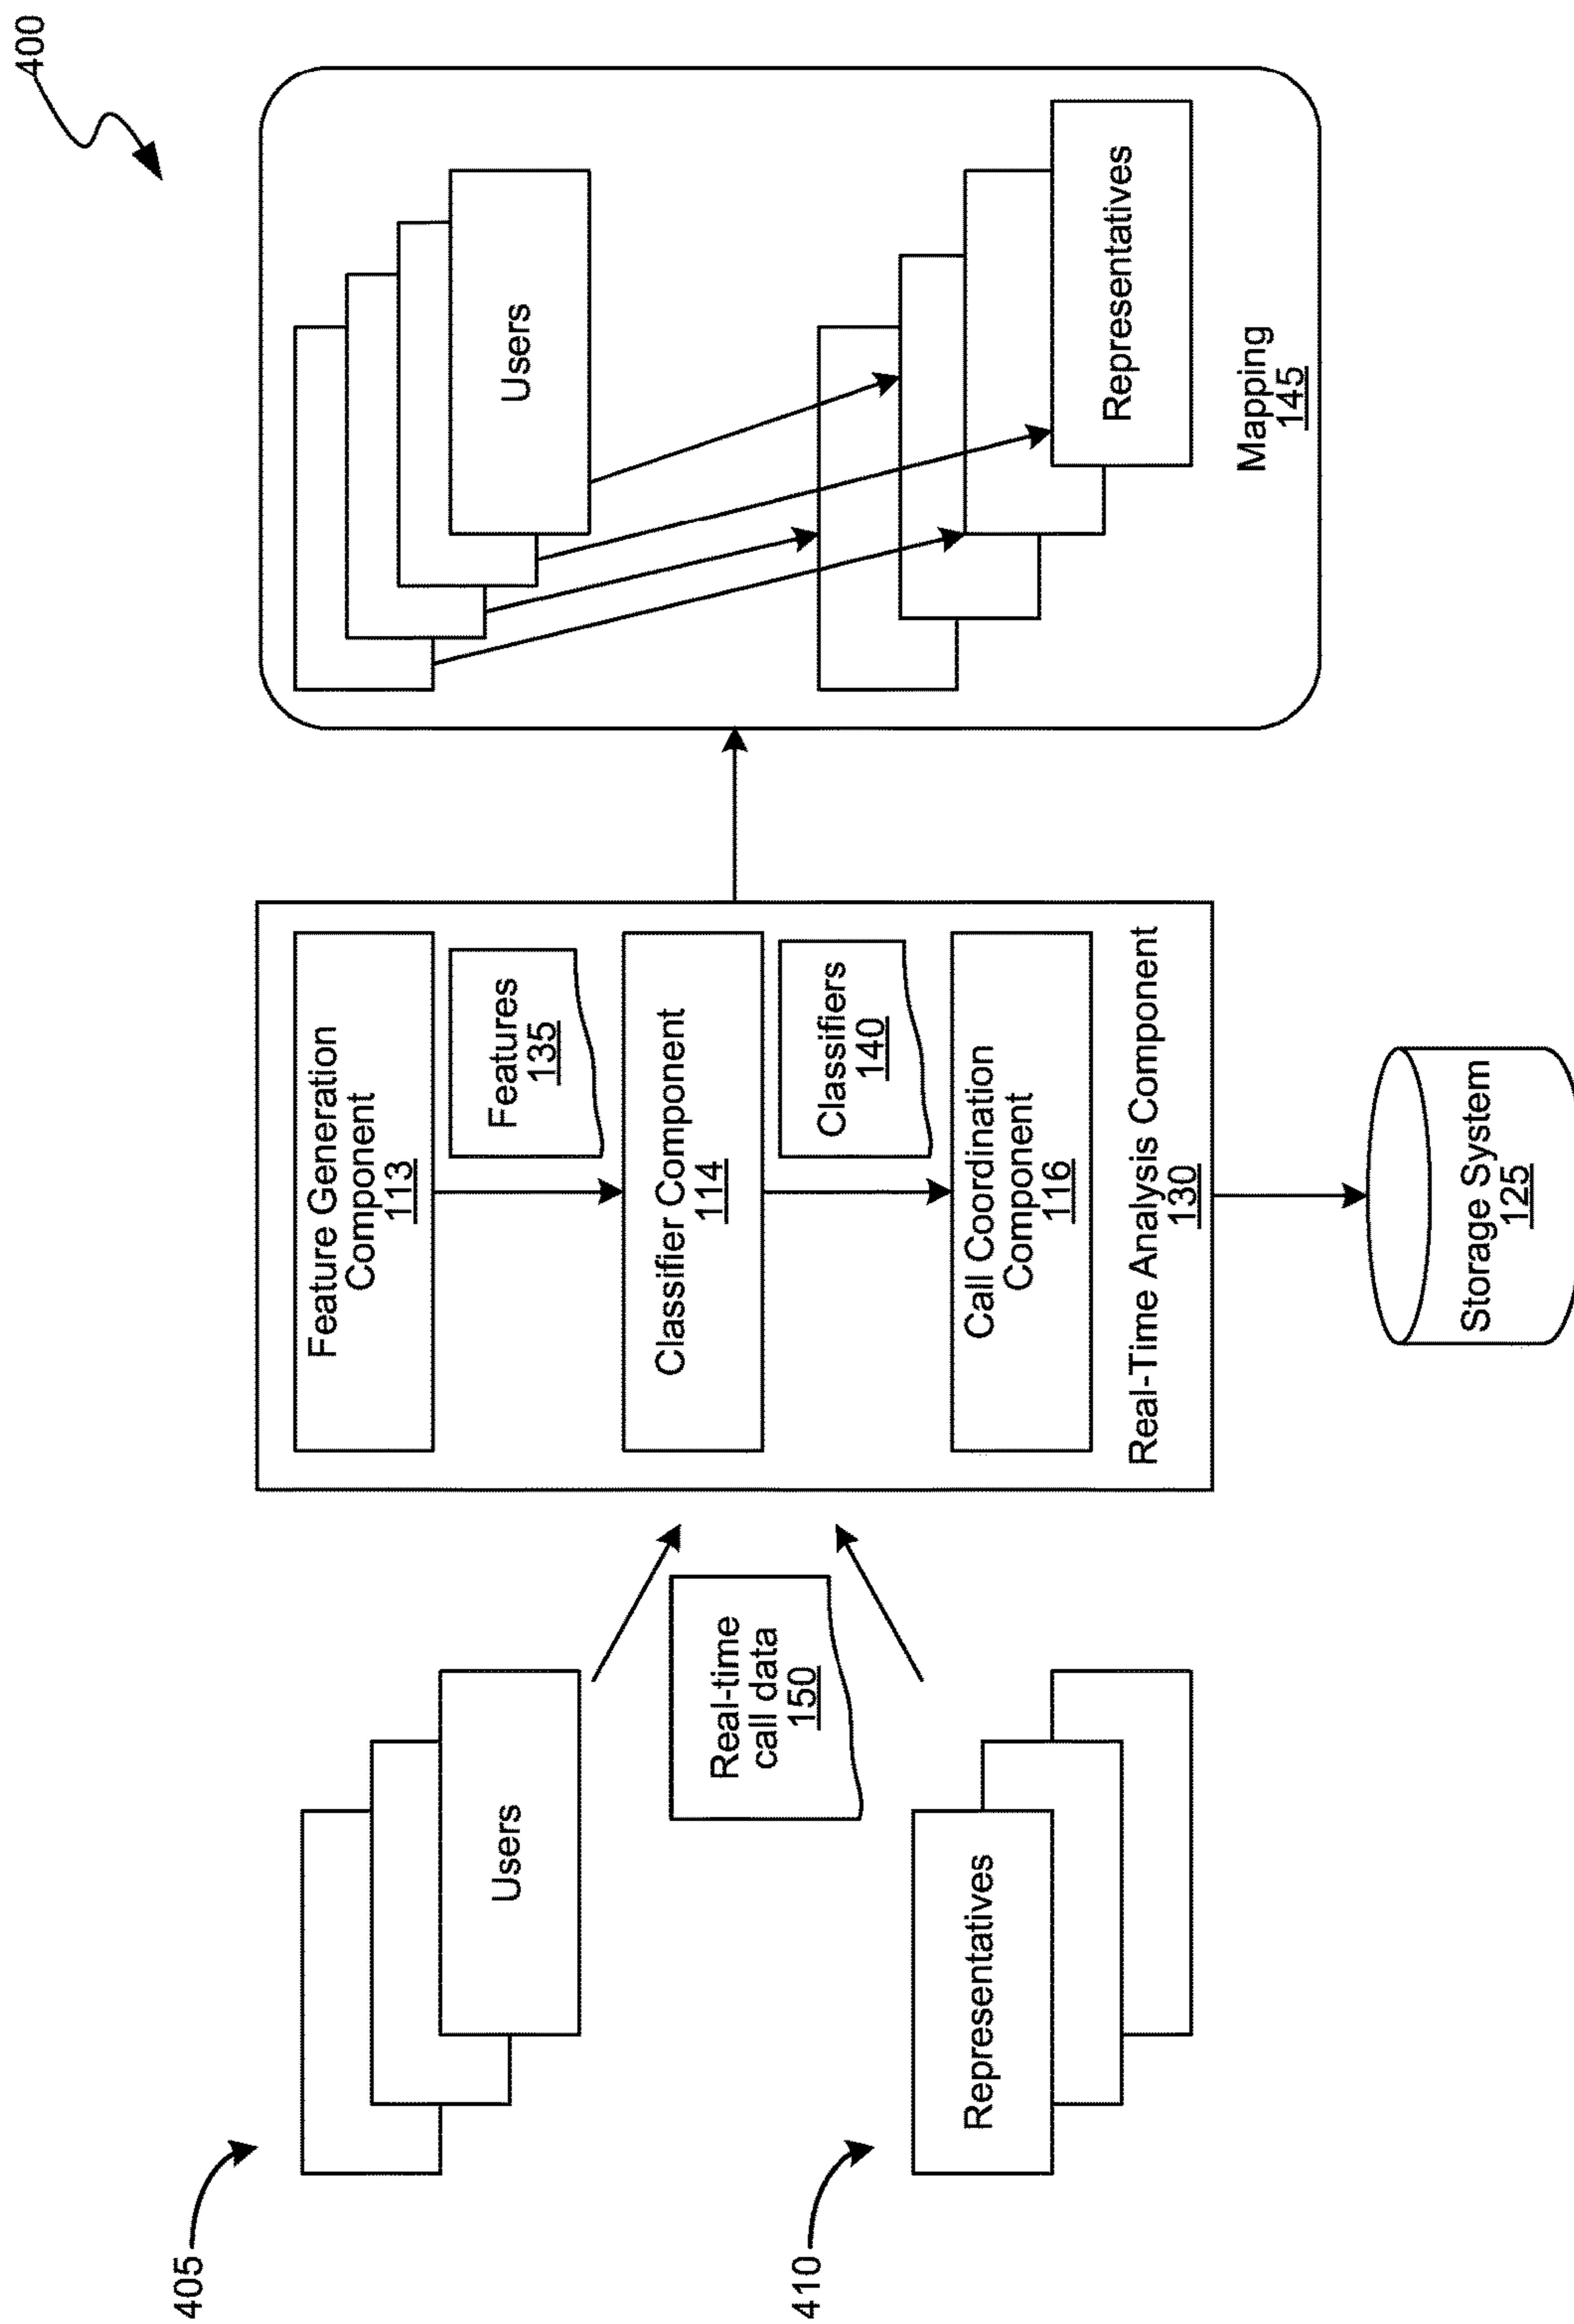 400
405
Users
410
Representatives
Real-time
call data
150
Feature Generation
Component
113
Features
135
Classifier Component
114
Classifiers
140
Call Coordination
Component
116
Real-Time Analysis Component
130
Storage System
125
Users
Representatives
Mapping
145